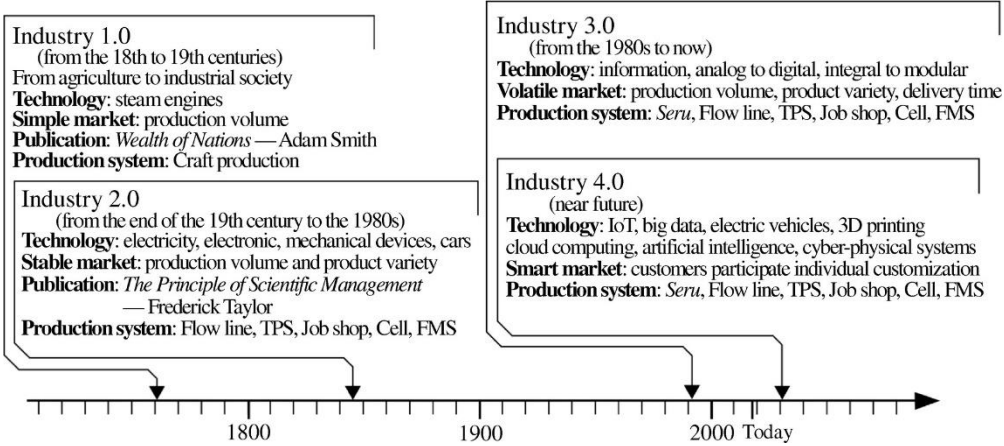 Industry 1.0
(from the 18th to 19th centuries)
From agriculture to industrial society
Technology: steam engines
Simple market: production volume
Publication: Wealth of Nations — Adam Smith
Production system: Craft production
Industry 2.0
(from the end of the 19th century to the 1980s)
Technology: electricity, electronic, mechanical devices, cars
Stable market: production volume and product variety
Publication: The Principle of Scientific Management
— Frederick Taylor
Production system: Flow line, TPS, Job shop, Cell, FMS
Industry 3.0
(from the 1980s to now)
Technology: information, analog to digital, integral to modular
Volatile market: production volume, product variety, delivery time
Production system: Seru, Flow line, TPS, Job shop, Cell, FMS
Industry 4.0
(near future)
Technology: IoT, big data, electric vehicles, 3D printing
cloud computing, artificial intelligence, cyber-physical systems
Smart market: customers participate individual customization
Production system: Seru, Flow line, TPS, Job shop, Cell, FMS
1800 1900 2000 Today